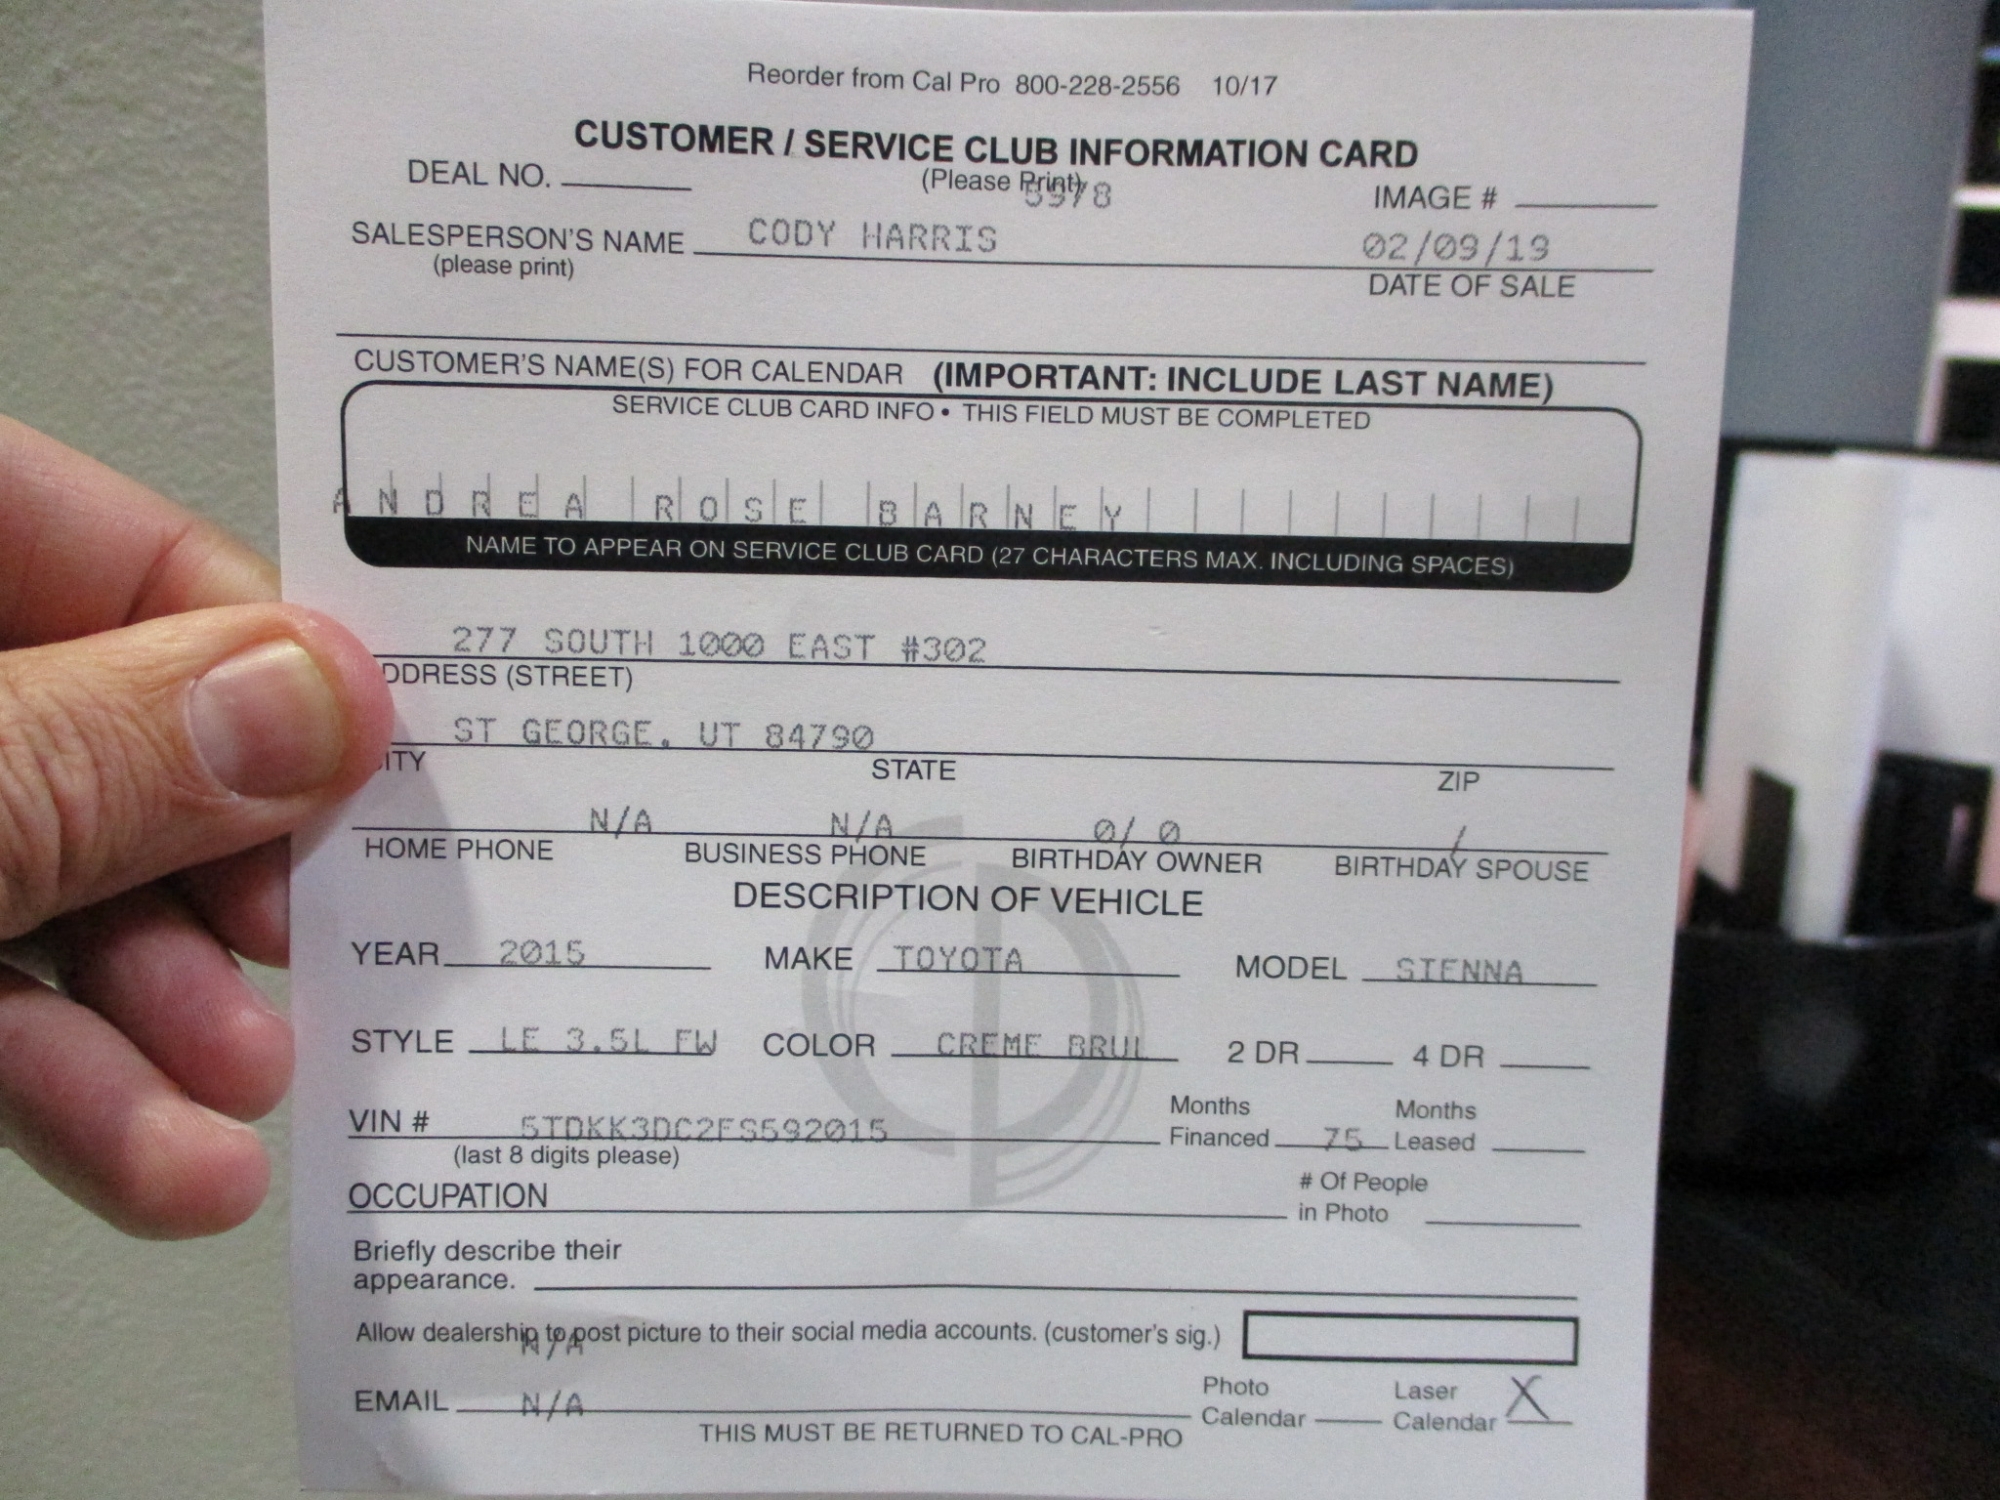 Reorder from Cal Pro 800-228-2556 10/17
CUSTOMER / SERVICE CLUB INFORMATION CARD
DEAL NO. (Please Print) 5978 IMAGE #
SALESPERSON'S NAME CODY HARRIS 02/09/19
(please print) DATE OF SALE
CUSTOMER'S NAME(S) FOR CALENDAR (IMPORTANT: INCLUDE LAST NAME)
SERVICE CLUB CARD INFO • THIS FIELD MUST BE COMPLETED
ANDREA ROSE BARNEY
NAME TO APPEAR ON SERVICE CLUB CARD (27 CHARACTERS MAX. INCLUDING SPACES)
277 SOUTH 1000 EAST #302
DDRESS (STREET)
ST GEORGE, UT 84790
ITY STATE ZIP
N/A N/A 0/ 0 /
HOME PHONE BUSINESS PHONE BIRTHDAY OWNER BIRTHDAY SPOUSE
DESCRIPTION OF VEHICLE
YEAR 2015 MAKE TOYOTA MODEL SIENNA
STYLE LE 3.5L FW COLOR CREME BRUL 2 DR 4 DR
Months Months
VIN # 5TDKK3DC2FS592015 Financed 75 Leased
(last 8 digits please)
# Of People
OCCUPATION in Photo
Briefly describe their
appearance.
Allow dealership to post picture to their social media accounts. (customer's sig.)
N/A
Photo Laser X
EMAIL N/A Calendar Calendar
THIS MUST BE RETURNED TO CAL-PRO